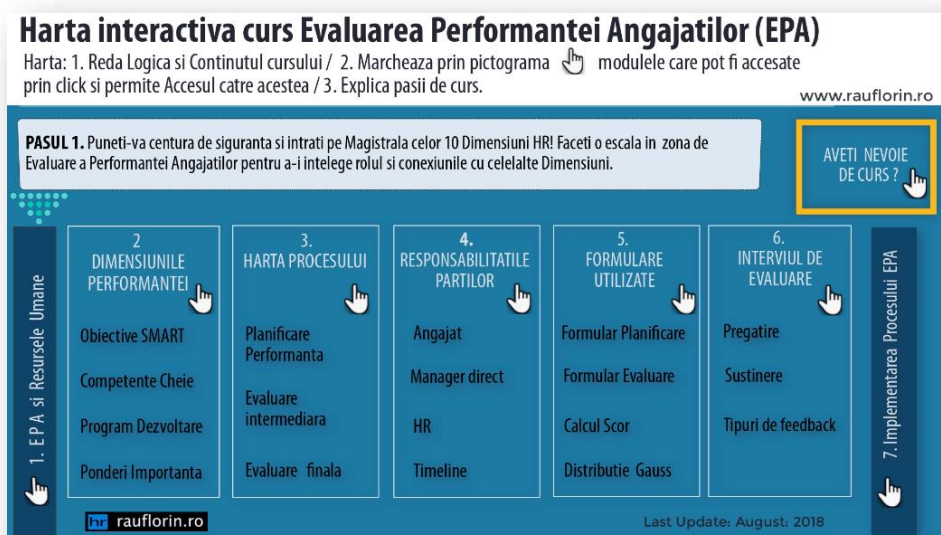 Harta interactiva curs Evaluarea Performantei Angajatilor (EPA)
Harta: 1. Reda Logica si Continutul cursului / 2. Marcheaza prin pictograma modulele care pot fi accesate
prin click si permite Accesul catre acestea / 3. Explica pasii de curs.
www.rauflorin.ro
PASUL 1. Puneti-va centura de siguranta si intrati pe Magistrala celor 10 Dimensiuni HR! Faceti o escala in zona de
Evaluare a Performantei Angajatilor pentru a-i intelege rolul si conexiunile cu celelalte Dimensiuni.
AVETI NEVOIE
DE CURS ?
1. EPA si Resursele Umane
2
DIMENSIUNILE
PERFORMANTEI
Obiective SMART
Competente Cheie
Program Dezvoltare
Ponderi Importanta
3.
HARTA PROCESULUI
Planificare
Performanta
Evaluare
intermediara
Evaluare finala
4.
RESPONSABILITATILE
PARTILOR
Angajat
Manager direct
HR
Timeline
5.
FORMULARE
UTILIZATE
Formular Planificare
Formular Evaluare
Calcul Scor
Distributie Gauss
6.
INTERVIUL DE
EVALUARE
Pregatire
Sustinere
Tipuri de feedback
7. Implementarea Procesului EPA
hr rauflorin.ro
Last Update: August: 2018